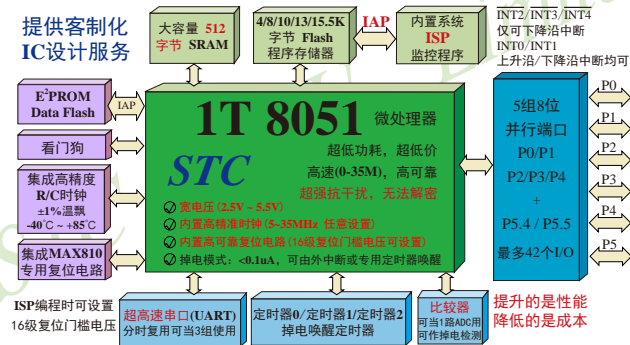 提供客制化
IC设计服务
大容量 512
字节 SRAM
4/8/10/13/15.5K
字节 Flash
程序存储器
IAP
内置系统
ISP
监控程序
INT2/INT3/INT4
仅可下降沿中断
INT0/INT1
上升沿/下降沿中断均可
E²PROM
Data Flash
IAP
看门狗
集成高精度
R/C时钟
±1%温飘
-40℃~+85℃
集成MAX810
专用复位电路
ISP编程时可设置
16级复位门槛电压
1T 8051 微处理器
STC
超低功耗，超低价
高速(0-35M)，高可靠
超强抗干扰，无法解密
宽电压(2.5V ~ 5.5V)
内置高精准时钟(5~35MHz 任意设置)
内置高可靠复位电路(16级复位门槛电压可设置)
掉电模式：<0.1uA，可由外中断或专用定时器唤醒
5组8位
并行端口
P0/P1
P2/P3/P4
+
P5.4 / P5.5
最多42个I/O
P0
P1
P2
P3
P4
P5
超高速串口(UART)
分时复用可当3组使用
定时器0/定时器1/定时器2
掉电唤醒定时器
比较器
可当1路ADC用
可作掉电检测
提升的是性能
降低的是成本